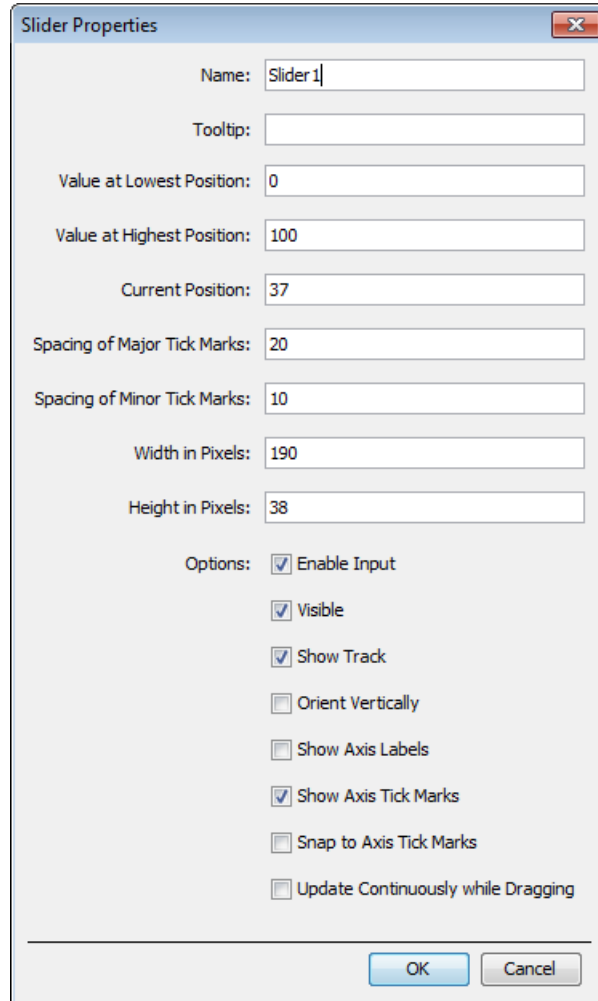 Slider Properties
Name: Slider1
Tooltip:
Value at Lowest Position: 0
Value at Highest Position: 100
Current Position: 37
Spacing of Major Tick Marks: 20
Spacing of Minor Tick Marks: 10
Width in Pixels: 190
Height in Pixels: 38
Options: Enable Input
Visible
Show Track
Orient Vertically
Show Axis Labels
Show Axis Tick Marks
Snap to Axis Tick Marks
Update Continuously while Dragging
OK Cancel